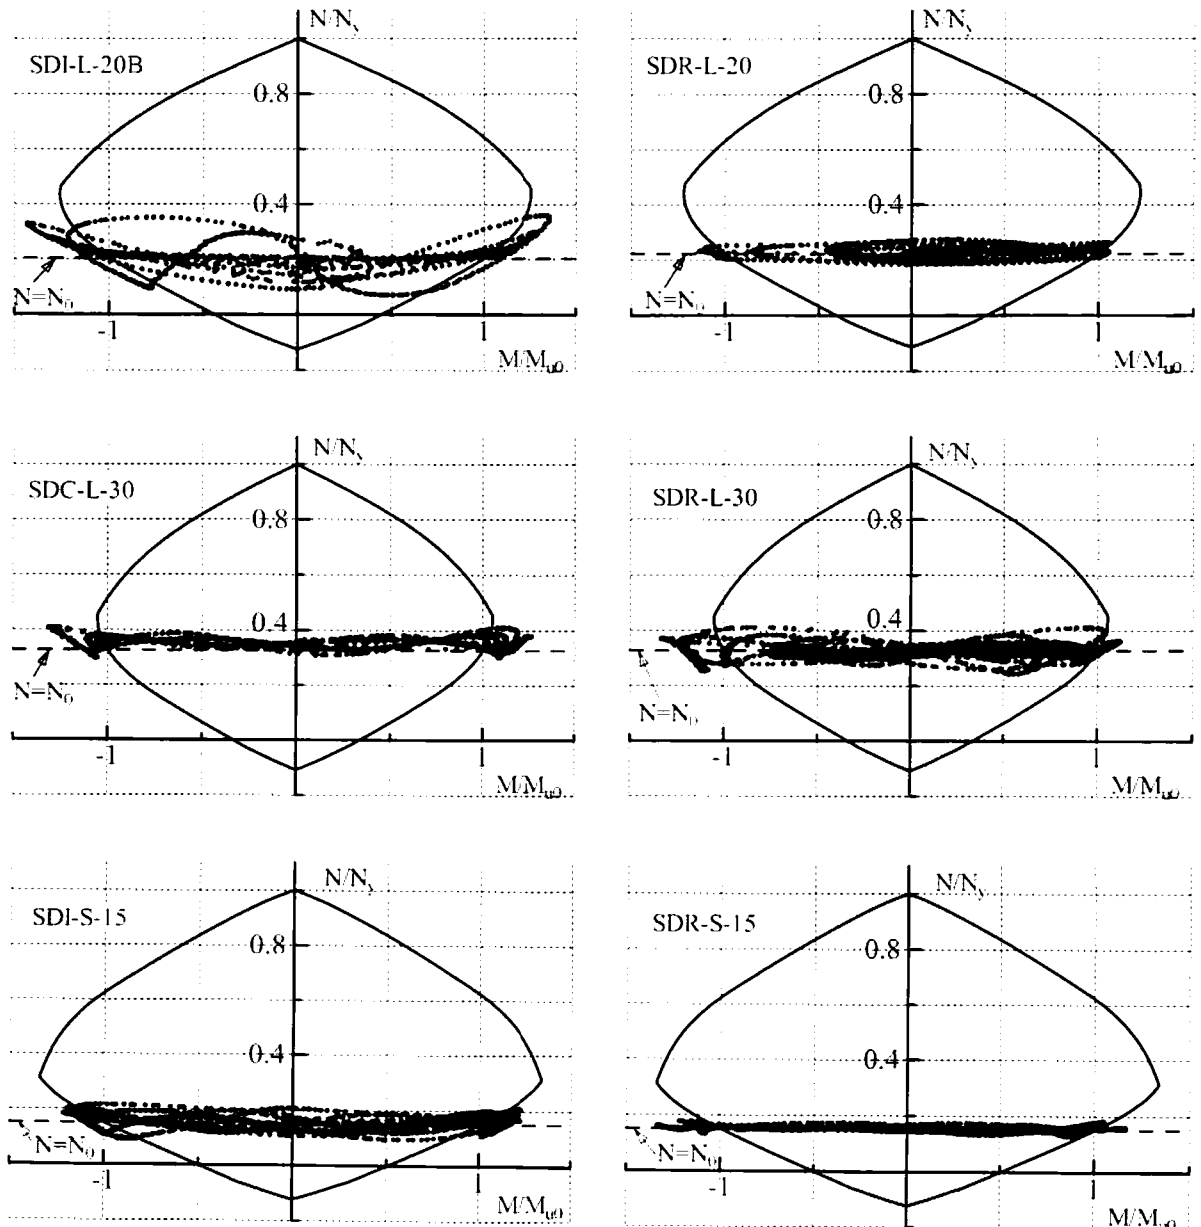 N/Ny
SDI-L-20B
0.8
0.4
N=N0
-1
1
M/Mu0
N/Ny
SDR-L-20
0.8
0.4
N=N0
-1
1
M/Mu0
N/Ny
SDC-L-30
0.8
0.4
N=N0
-1
1
M/Mu0
N/Ny
SDR-L-30
0.8
0.4
N=N0
-1
1
M/Mu0
N/Ny
SDI-S-15
0.8
0.4
N=N0
-1
1
M/Mu0
N/Ny
SDR-S-15
0.8
0.4
N=N0
-1
1
M/Mu0